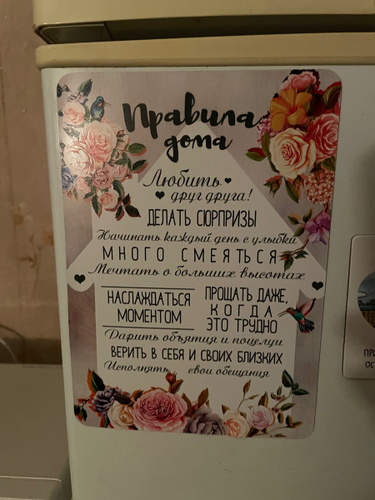 Правила
дома
Любить
друг друга!
ДЕЛАТЬ СЮРПРИЗЫ
Начинать каждый день с улыбки
МНОГО СМЕЯТЬСЯ
Мечтать о больших высотах
НАСЛАЖДАТЬСЯ
МОМЕНТОМ
ПРОЩАТЬ ДАЖЕ,
КОГДА
ЭТО ТРУДНО
Дарить объятия и поцелуи
ВЕРИТЬ В СЕБЯ И СВОИХ БЛИЗКИХ
Исполнять свои обещания